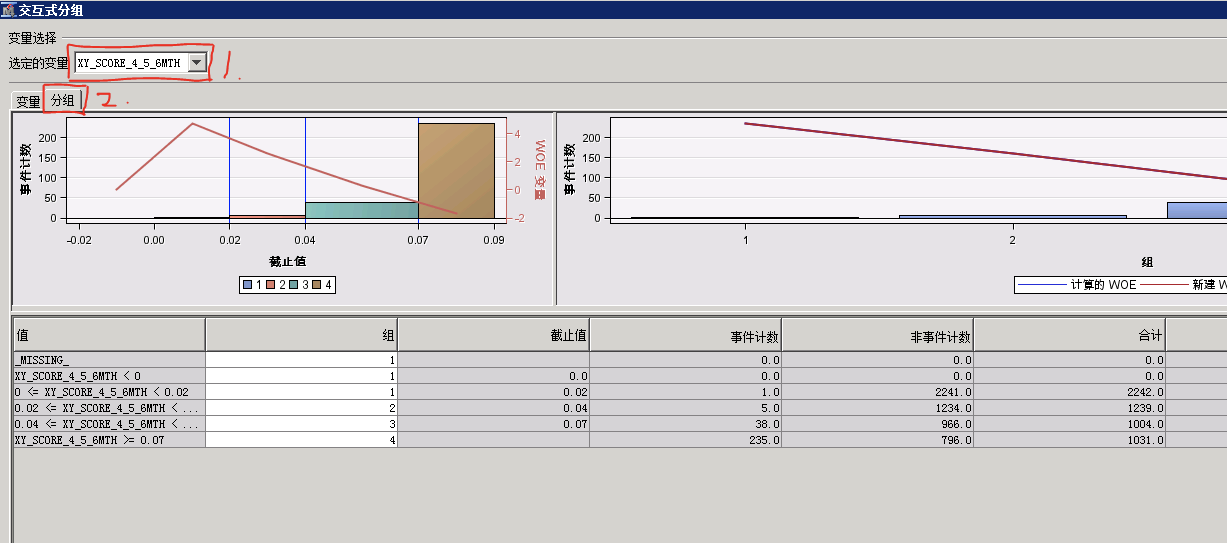 交互式分组
变量选择
选定的变量 XY_SCORE_4_5_6MTH 1.
变量 分组 2.
事件计数
200
150
100
50
0
4
2
0
-2
WOE 变量
-0.02 0.00 0.02 0.04 0.07 0.09
截止值
1 2 3 4
事件计数
200
150
100
50
0
1 2
组
计算的 WOE 新建 W
值 组 截止值 事件计数 非事件计数 合计
_MISSING_ 1 0.0 0.0 0.0
XY_SCORE_4_5_6MTH < 0 1 0.0 0.0 0.0 0.0
0 <= XY_SCORE_4_5_6MTH < 0.02 1 0.02 1.0 2241.0 2242.0
0.02 <= XY_SCORE_4_5_6MTH < ... 2 0.04 5.0 1234.0 1239.0
0.04 <= XY_SCORE_4_5_6MTH < ... 3 0.07 38.0 966.0 1004.0
XY_SCORE_4_5_6MTH >= 0.07 4 235.0 796.0 1031.0